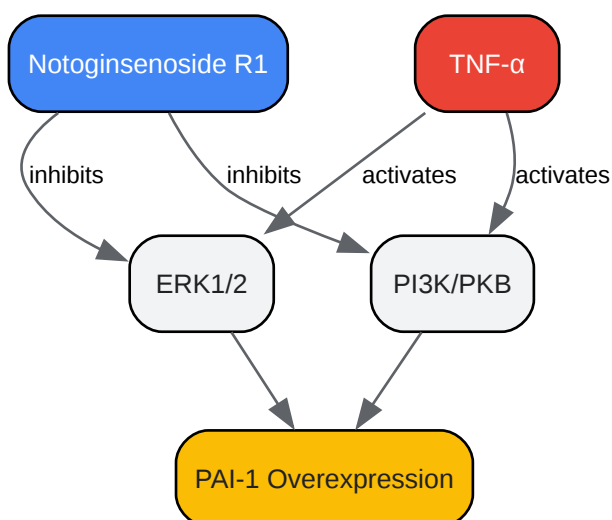 Notoginsenoside R1
TNF-α
inhibits
inhibits
activates
activates
ERK1/2
PI3K/PKB
PAI-1 Overexpression